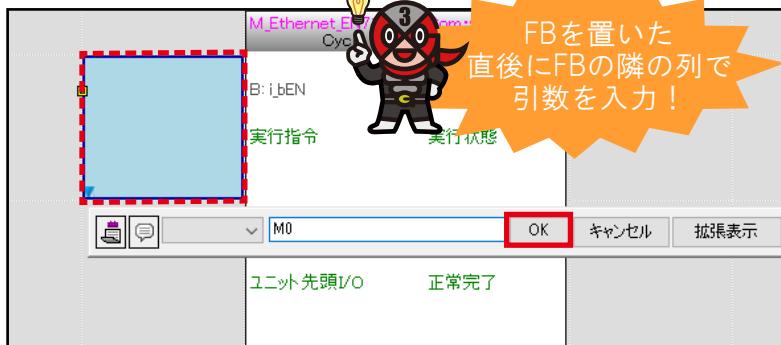 M_Ethernet_EN7
Cyc
FBを置いた
直後にFBの隣の列で
引数を入力！
3
B: i_bEN
実行指令
実行状態
M0
OK
キャンセル
拡張表示
ユニット先頭I/O
正常完了